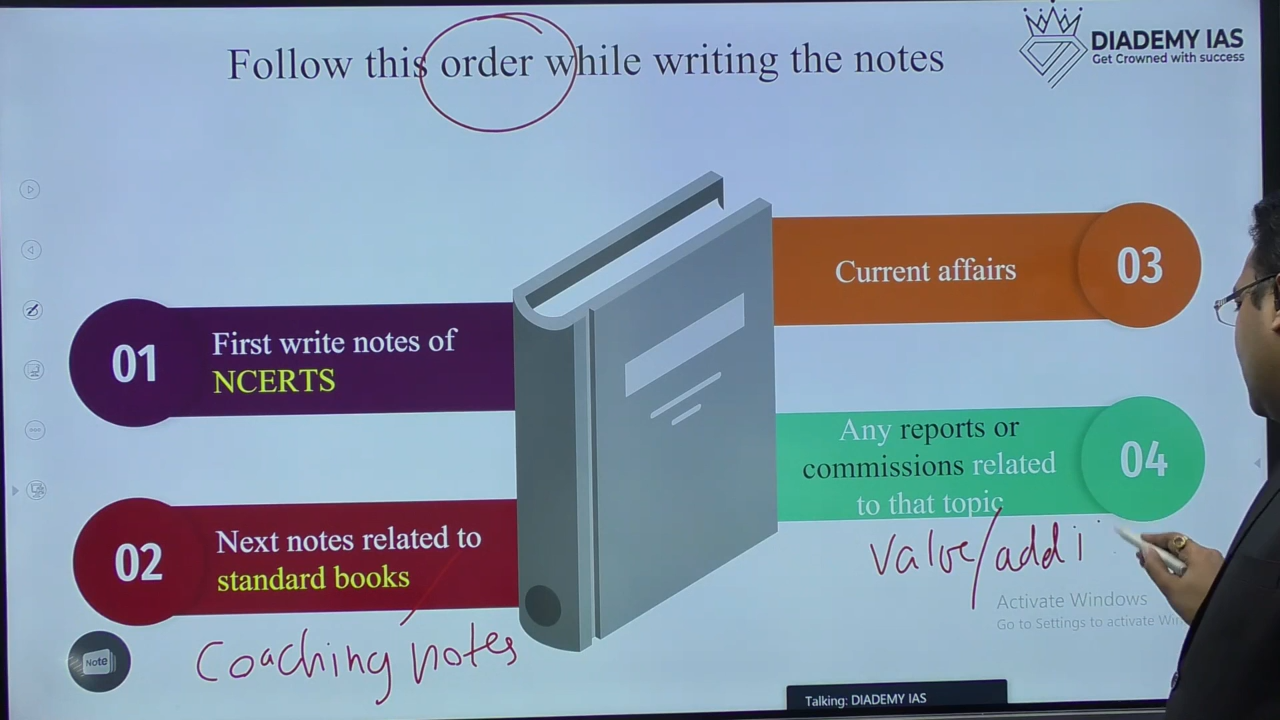 Follow this order while writing the notes
DIADEMY IAS
Get Crowned with success
01
First write notes of
NCERTS
02
Next notes related to
standard books
Coaching notes
03
Current affairs
04
Any reports or
commissions related
to that topic
Value/addi
Activate Windows
Go to Settings to activate Win
Note
Talking: DIADEMY IAS